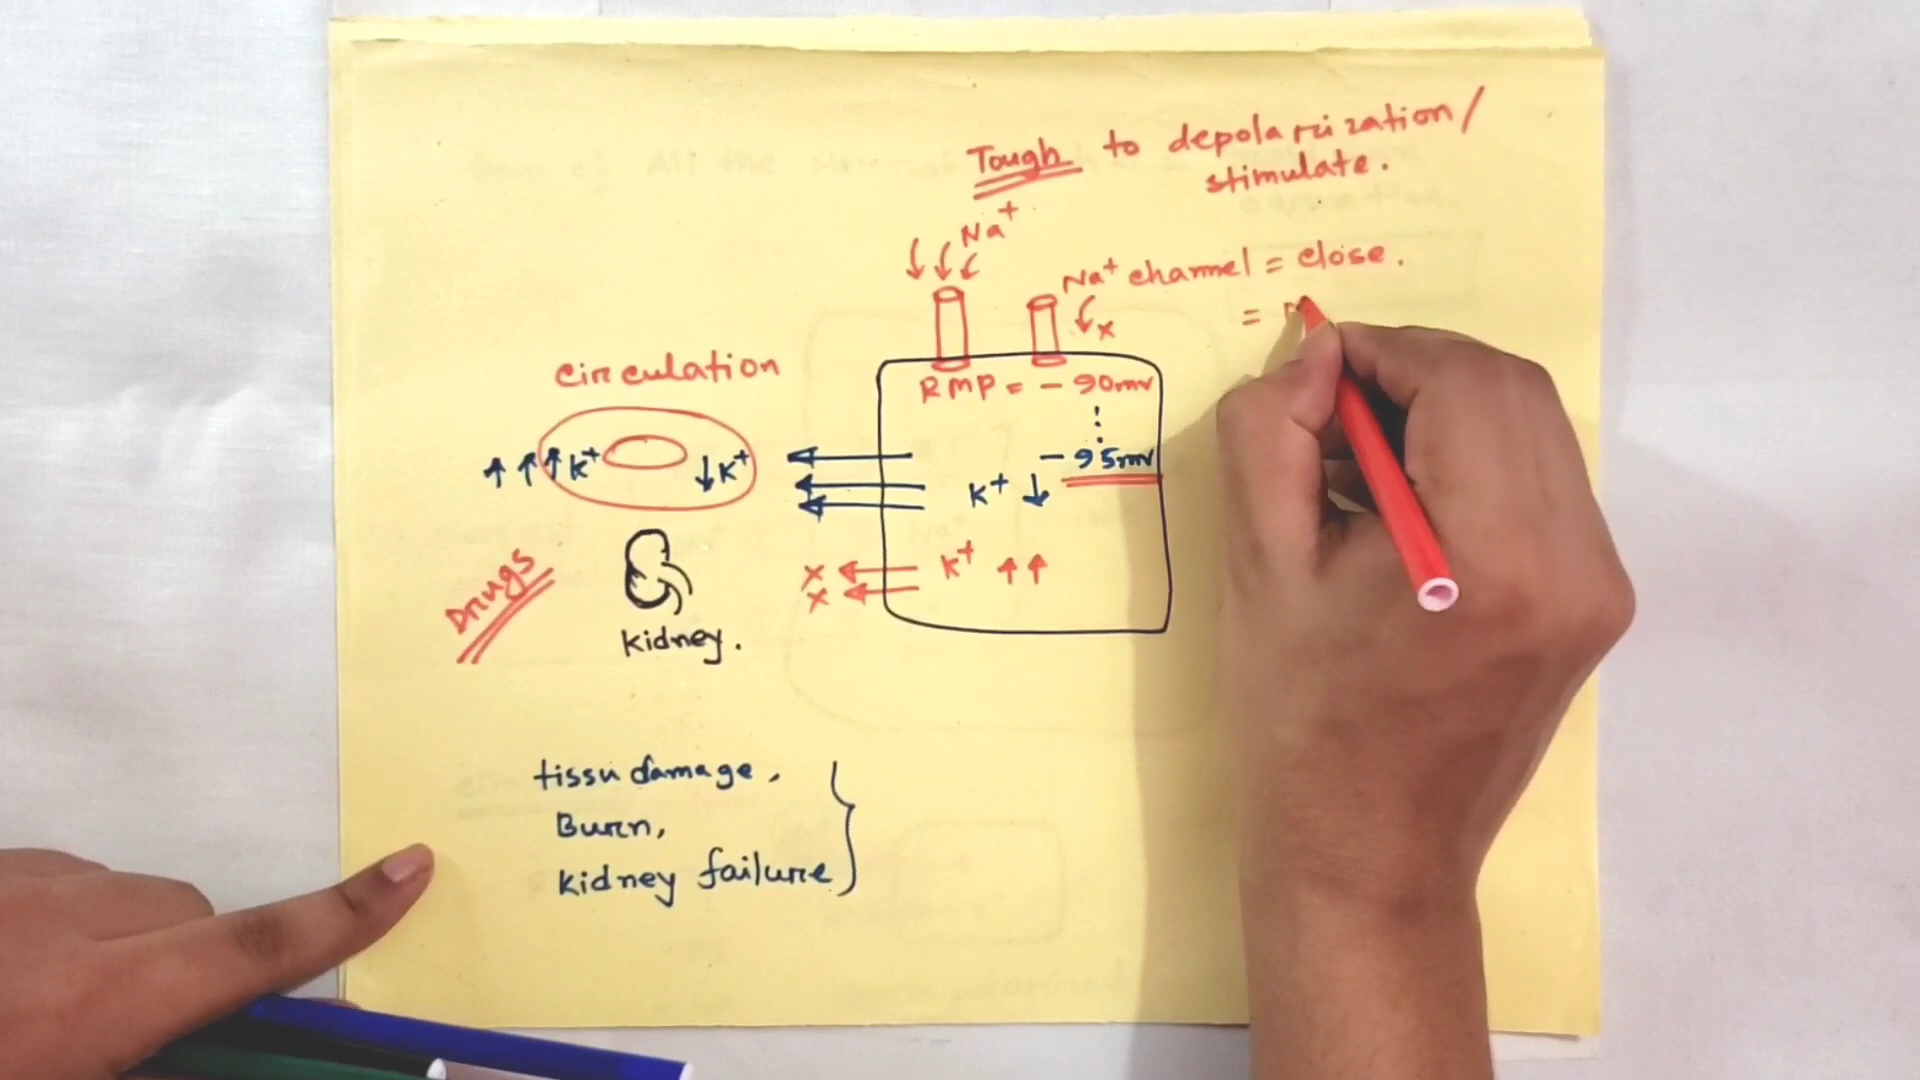 Tough to depolarization/
stimulate.
Na+
Na+ channel = close.
x
=
circulation
RMP = - 90mv
- 95mv
↑ ↑ ↑ K+
↓ K+
K+ ↓
x
x
K+ ↑↑
Drugs
kidney.
tissu damage,
Burn,
kidney failure